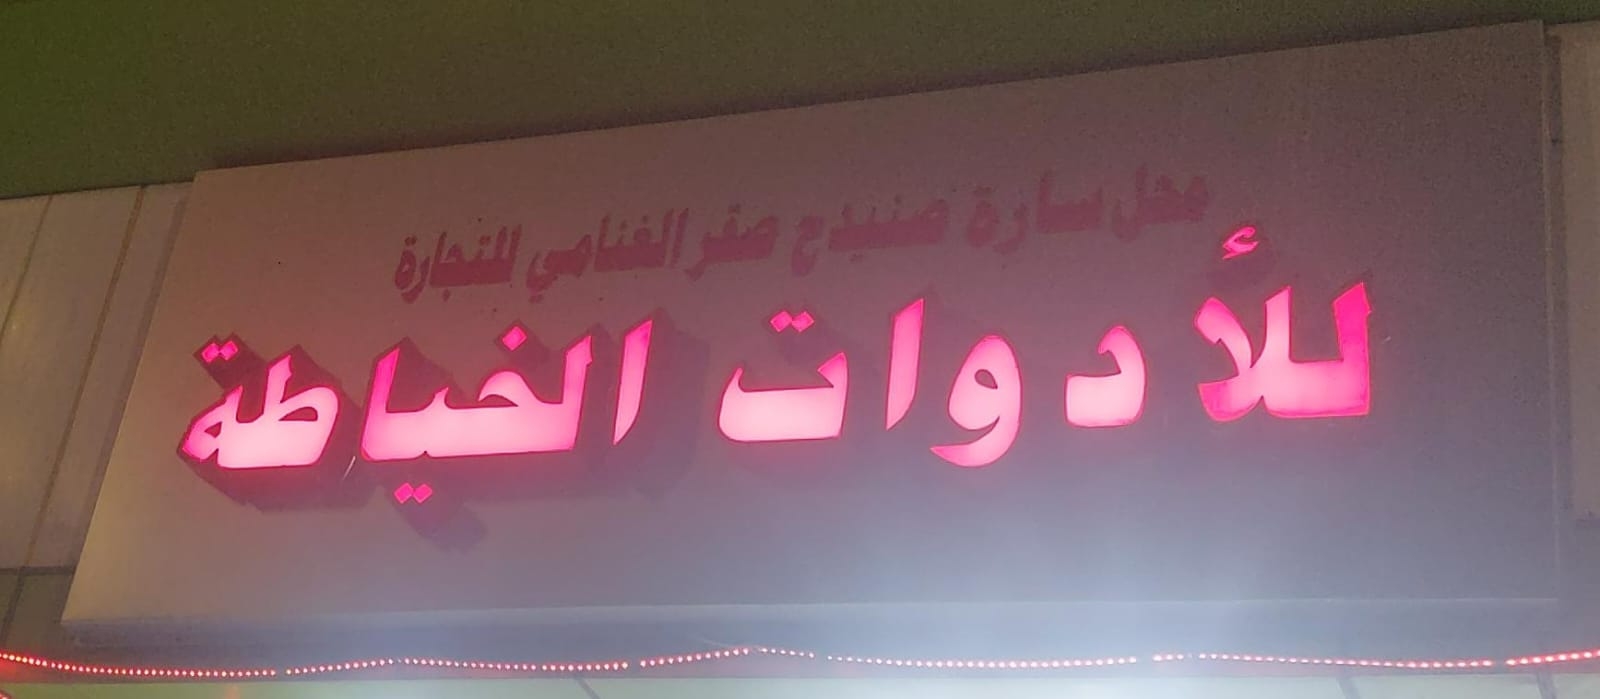 محل سارة صنيدح صقر الغنامي للتجارة
للأدوات الخياطة